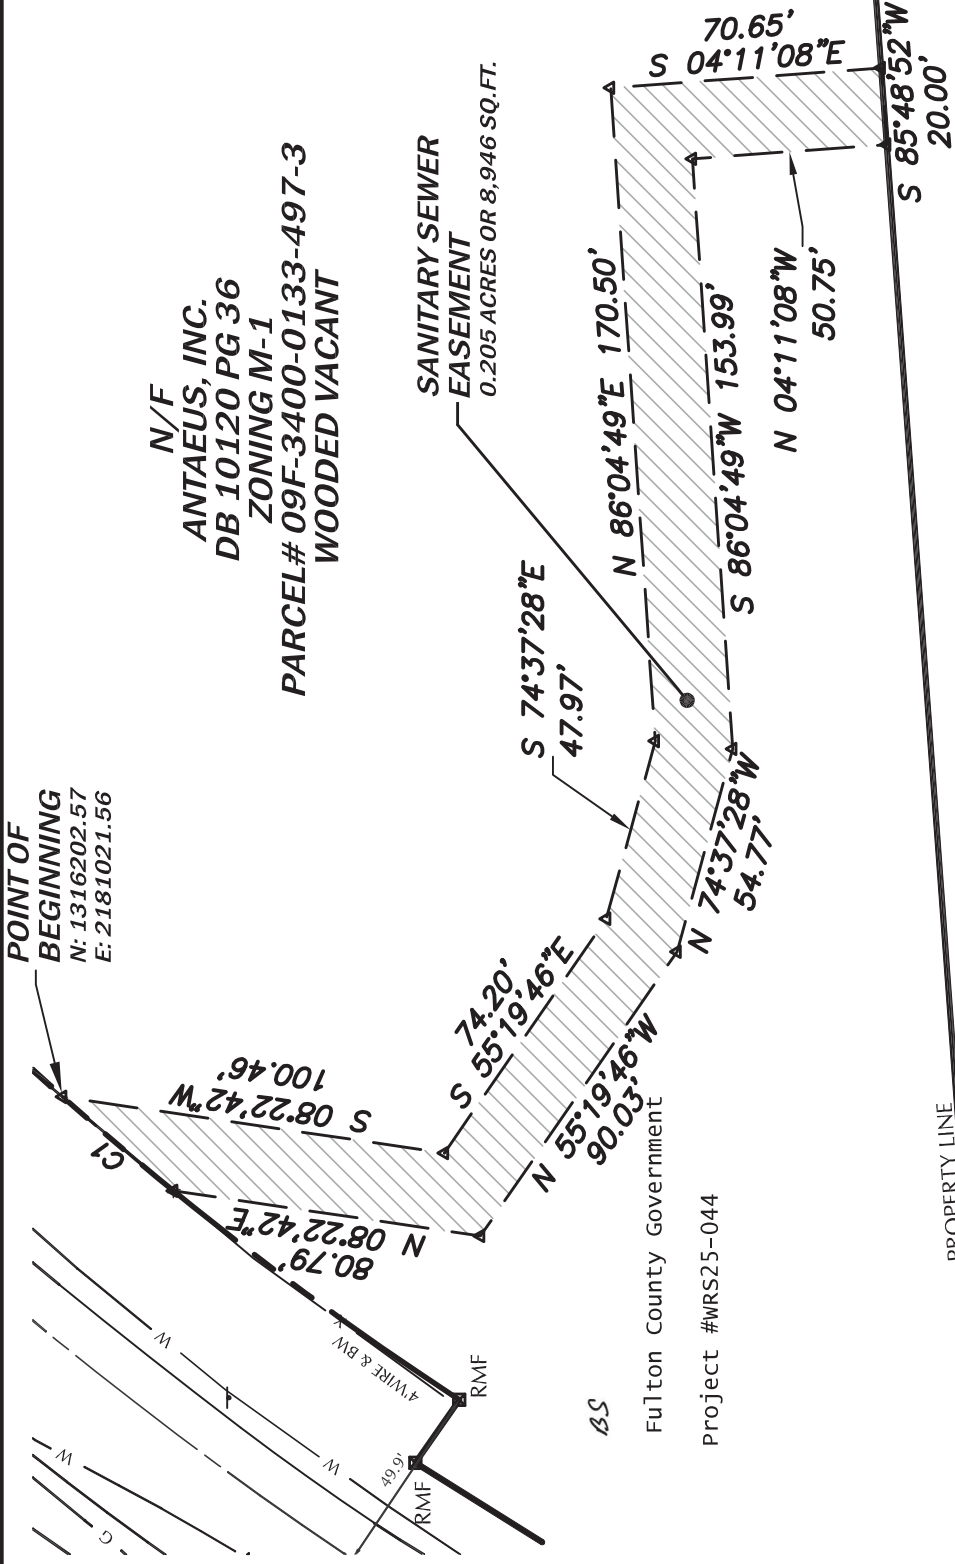 POINT OF
BEGINNING
N: 1316202.57
E: 2181021.56
N/F
ANTAEUS, INC.
DB 10120 PG 36
ZONING M-1
PARCEL# 09F-3400-0133-497-3
WOODED VACANT
SANITARY SEWER
EASEMENT
0.205 ACRES OR 8,946 SQ.FT.
C1
S 08°22'42"W
100.46'
N 08°22'42"E
80.79'
74.20'
S 55°19'46"E
N 55°19'46"W
90.03'
S 74°37'28"E
47.97'
N 74°37'28"W
54.77'
N 86°04'49"E 170.50'
S 86°04'49"W 153.99'
70.65'
S 04°11'08"E
N 04°11'08"W
50.75'
S 85°48'52"W
20.00'
PROPERTY LINE
4'WIRE & BW
X
RMF
RMF
49.9'
W
W
W
G
BS
Fulton County Government
Project #WRS25-044